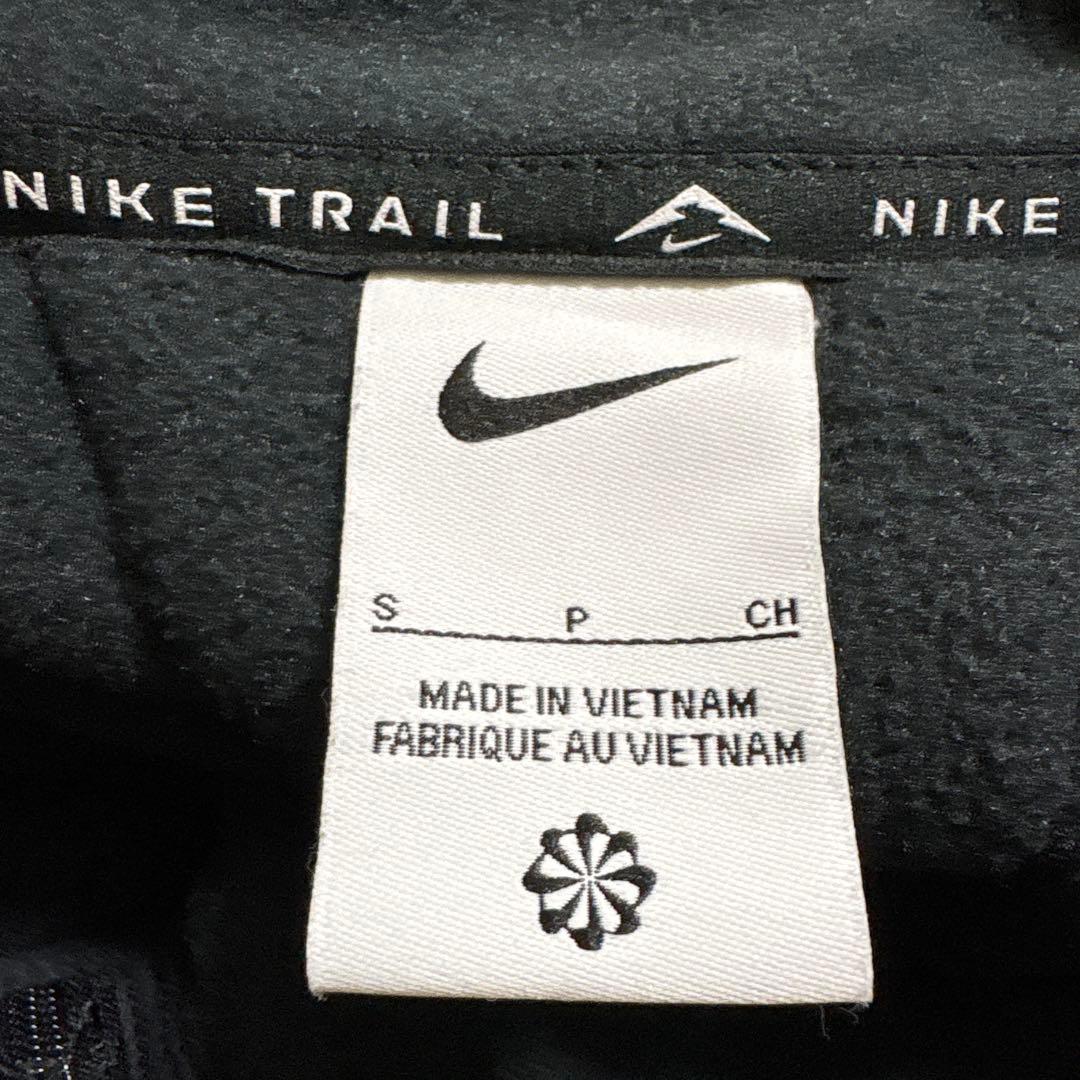 NIKE TRAIL NIKE
S P CH
MADE IN VIETNAM
FABRIQUE AU VIETNAM